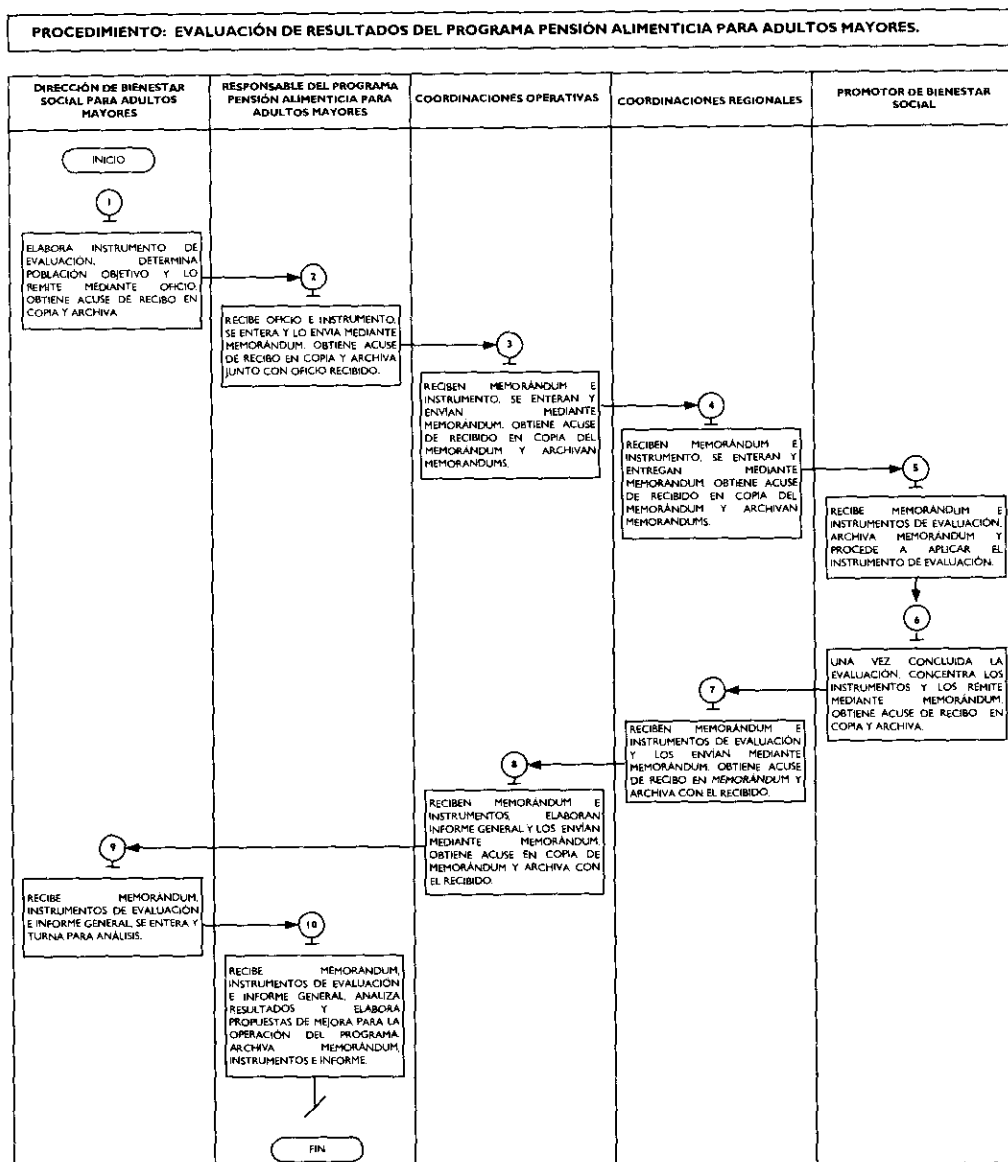 PROCEDIMIENTO: EVALUACIÓN DE RESULTADOS DEL PROGRAMA PENSIÓN ALIMENTICIA PARA ADULTOS MAYORES.
DIRECCIÓN DE BIENESTAR
SOCIAL PARA ADULTOS
MAYORES
RESPONSABLE DEL PROGRAMA
PENSIÓN ALIMENTICIA PARA
ADULTOS MAYORES
COORDINACIONES OPERATIVAS
COORDINACIONES REGIONALES
PROMOTOR DE BIENESTAR
SOCIAL
INICIO
1
ELABORA INSTRUMENTO DE
EVALUACIÓN, DETERMINA
POBLACIÓN OBJETIVO Y LO
REMITE MEDIANTE OFICIO.
OBTIENE ACUSE DE RECIBO EN
COPIA Y ARCHIVA
2
RECIBE OFICIO E INSTRUMENTO,
SE ENTERA Y LO ENVIA MEDIANTE
MEMORÁNDUM. OBTIENE ACUSE
DE RECIBO EN COPIA Y ARCHIVA
JUNTO CON OFICIO RECIBIDO.
3
RECIBEN MEMORÁNDUM E
INSTRUMENTO, SE ENTERAN Y
ENVÍAN MEDIANTE
MEMORÁNDUM. OBTIENE ACUSE
DE RECIBIDO EN COPIA DEL
MEMORÁNDUM Y ARCHIVAN
MEMORANDUMS.
4
RECIBEN MEMORÁNDUM E
INSTRUMENTO, SE ENTERAN Y
ENTREGAN MEDIANTE
MEMORANDUM. OBTIENE ACUSE
DE RECIBIDO EN COPIA DEL
MEMORÁNDUM Y ARCHIVAN
MEMORANDUMS.
5
RECIBE MEMORÁNDUM E
INSTRUMENTOS DE EVALUACIÓN,
ARCHIVA MEMORÁNDUM Y
PROCEDE A APLICAR EL
INSTRUMENTO DE EVALUACIÓN.
6
UNA VEZ CONCLUIDA LA
EVALUACIÓN, CONCENTRA LOS
INSTRUMENTOS Y LOS REMITE
MEDIANTE MEMORÁNDUM,
OBTIENE ACUSE DE RECIBO EN
COPIA Y ARCHIVA.
7
RECIBEN MEMORÁNDUM E
INSTRUMENTOS DE EVALUACIÓN
Y LOS ENVÍAN MEDIANTE
MEMORÁNDUM. OBTIENE ACUSE
DE RECIBO EN MEMORÁNDUM Y
ARCHIVA CON EL RECIBIDO.
8
RECIBEN MEMORÁNDUM E
INSTRUMENTOS, ELABORAN
INFORME GENERAL Y LOS ENVÍAN
MEDIANTE MEMORÁNDUM.
OBTIENE ACUSE EN COPIA DE
MEMORÁNDUM Y ARCHIVA CON
EL RECIBIDO.
9
RECIBE MEMORÁNDUM,
INSTRUMENTOS DE EVALUACIÓN
E INFORME GENERAL, SE ENTERA Y
TURNA PARA ANÁLISIS.
10
RECIBE MEMORÁNDUM,
INSTRUMENTOS DE EVALUACIÓN
E INFORME GENERAL, ANALIZA
RESULTADOS Y ELABORA
PROPUESTAS DE MEJORA PARA LA
OPERACIÓN DEL PROGRAMA.
ARCHIVA MEMORÁNDUM,
INSTRUMENTOS E INFORME.
FIN